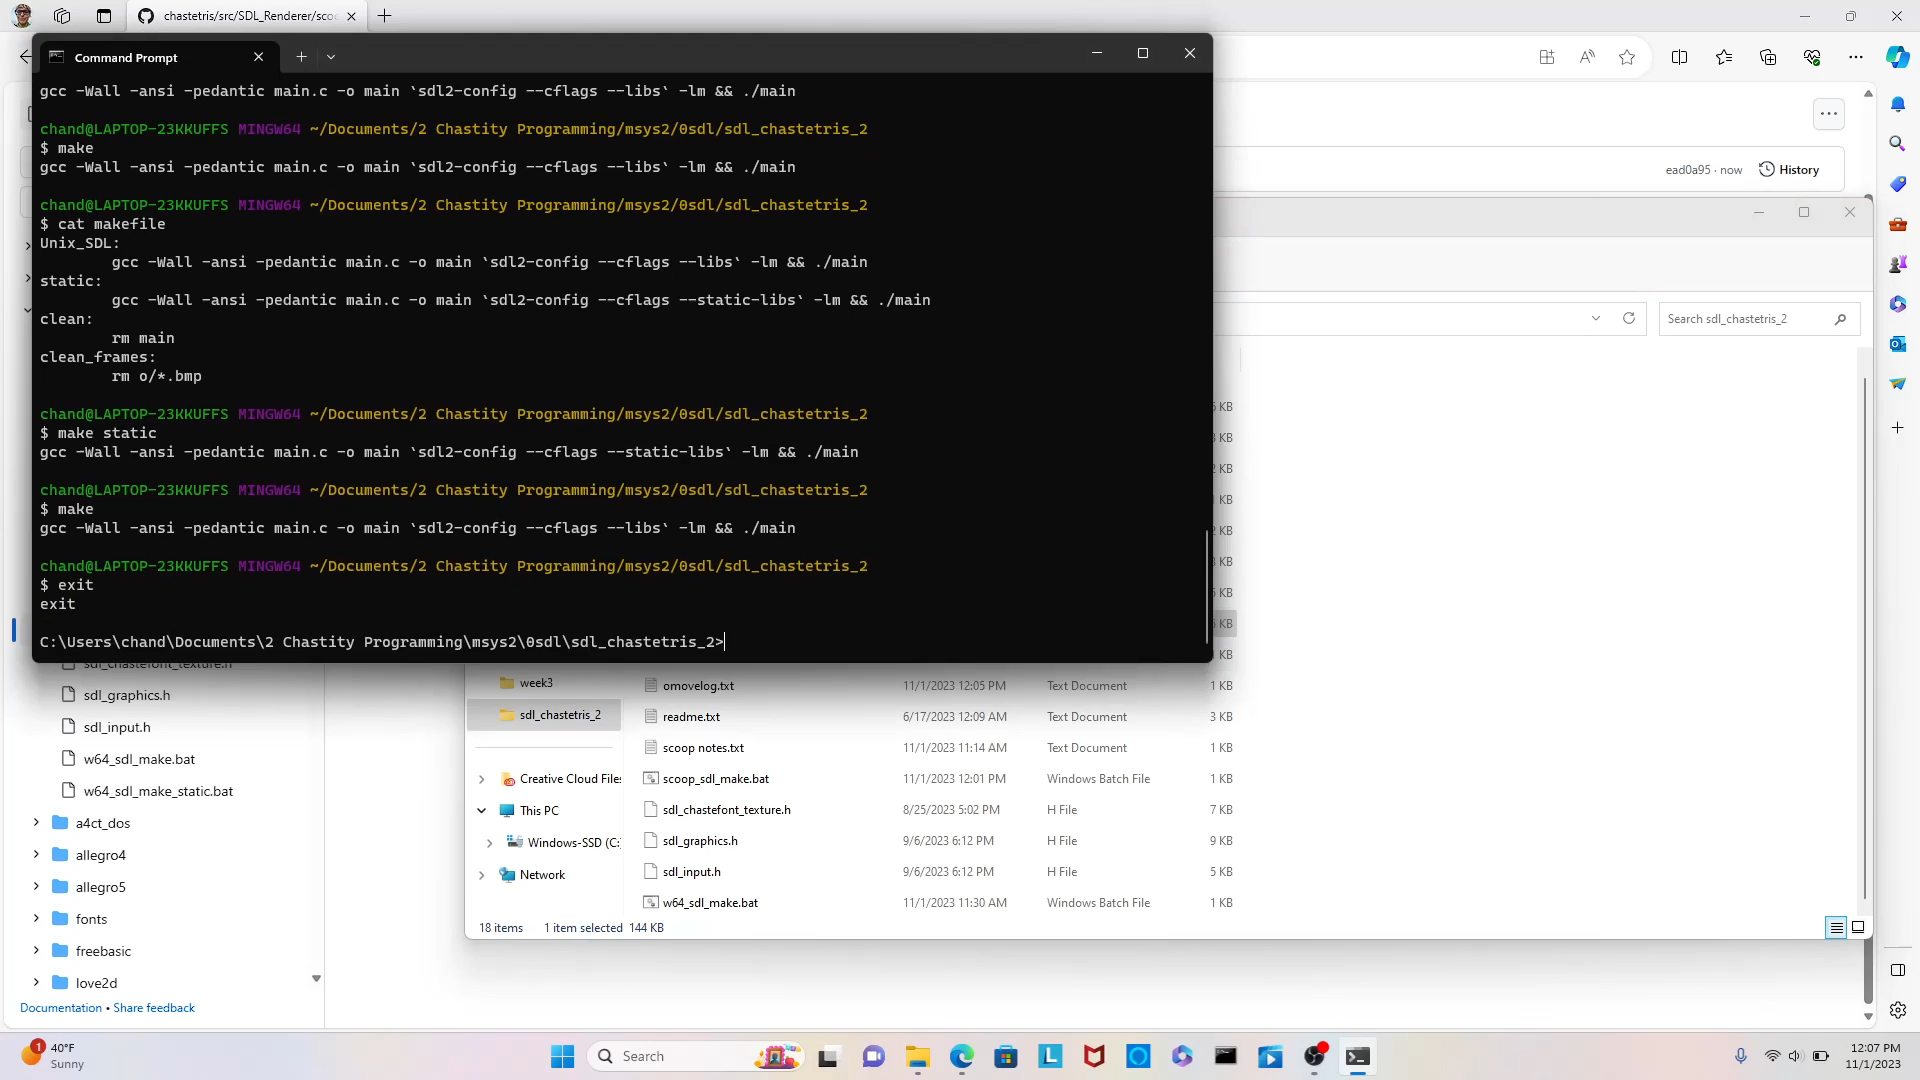 chastetris/src/SDL_Renderer/scoo
Command Prompt
gcc -Wall -ansi -pedantic main.c -o main `sdl2-config --cflags --libs` -lm && ./main
chand@LAPTOP-23KKUFFS MINGW64 ~/Documents/2 Chastity Programming/msys2/0sdl/sdl_chastetris_2
$ make
gcc -Wall -ansi -pedantic main.c -o main `sdl2-config --cflags --libs` -lm && ./main
chand@LAPTOP-23KKUFFS MINGW64 ~/Documents/2 Chastity Programming/msys2/0sdl/sdl_chastetris_2
$ cat makefile
Unix_SDL:
gcc -Wall -ansi -pedantic main.c -o main `sdl2-config --cflags --libs` -lm && ./main
static:
gcc -Wall -ansi -pedantic main.c -o main `sdl2-config --cflags --static-libs` -lm && ./main
clean:
rm main
clean_frames:
rm o/*.bmp
chand@LAPTOP-23KKUFFS MINGW64 ~/Documents/2 Chastity Programming/msys2/0sdl/sdl_chastetris_2
$ make static
gcc -Wall -ansi -pedantic main.c -o main `sdl2-config --cflags --static-libs` -lm && ./main
chand@LAPTOP-23KKUFFS MINGW64 ~/Documents/2 Chastity Programming/msys2/0sdl/sdl_chastetris_2
$ make
gcc -Wall -ansi -pedantic main.c -o main `sdl2-config --cflags --libs` -lm && ./main
chand@LAPTOP-23KKUFFS MINGW64 ~/Documents/2 Chastity Programming/msys2/0sdl/sdl_chastetris_2
$ exit
exit
C:\Users\chand\Documents\2 Chastity Programming\msys2\0sdl\sdl_chastetris_2>
ead0a95 · now History
Search sdl_chastetris_2
KB
KB
KB
KB
KB
KB
KB
KB
KB
sdl_chastefont_texture.h
sdl_graphics.h
sdl_input.h
w64_sdl_make.bat
w64_sdl_make_static.bat
a4ct_dos
allegro4
allegro5
fonts
freebasic
love2d
Documentation • Share feedback
week3
sdl_chastetris_2
Creative Cloud Files
This PC
Windows-SSD (C:)
Network
omovelog.txt 11/1/2023 12:05 PM Text Document 1 KB
readme.txt 6/17/2023 12:09 AM Text Document 3 KB
scoop notes.txt 11/1/2023 11:14 AM Text Document 1 KB
scoop_sdl_make.bat 11/1/2023 12:01 PM Windows Batch File 1 KB
sdl_chastefont_texture.h 8/25/2023 5:02 PM H File 7 KB
sdl_graphics.h 9/6/2023 6:12 PM H File 9 KB
sdl_input.h 9/6/2023 6:12 PM H File 5 KB
w64_sdl_make.bat 11/1/2023 11:30 AM Windows Batch File 1 KB
18 items 1 item selected 144 KB
1
40°F
Sunny
Search
12:07 PM
11/1/2023